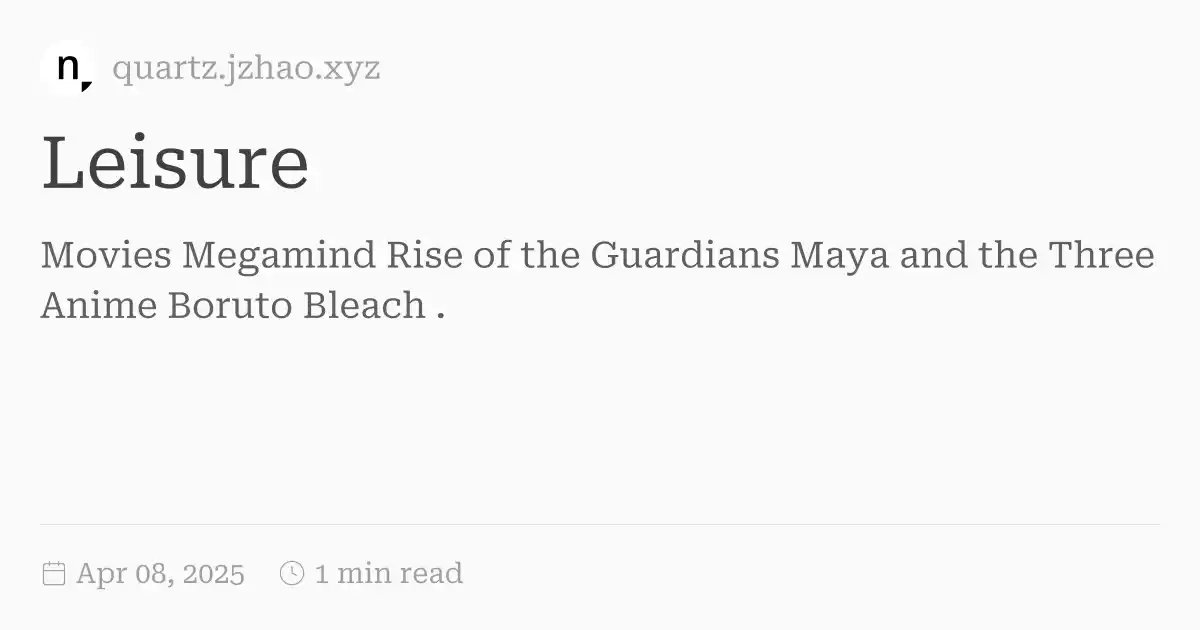 n
quartz.jzhao.xyz
Leisure
Movies Megamind Rise of the Guardians Maya and the Three
Anime Boruto Bleach .
Apr 08, 2025 1 min read